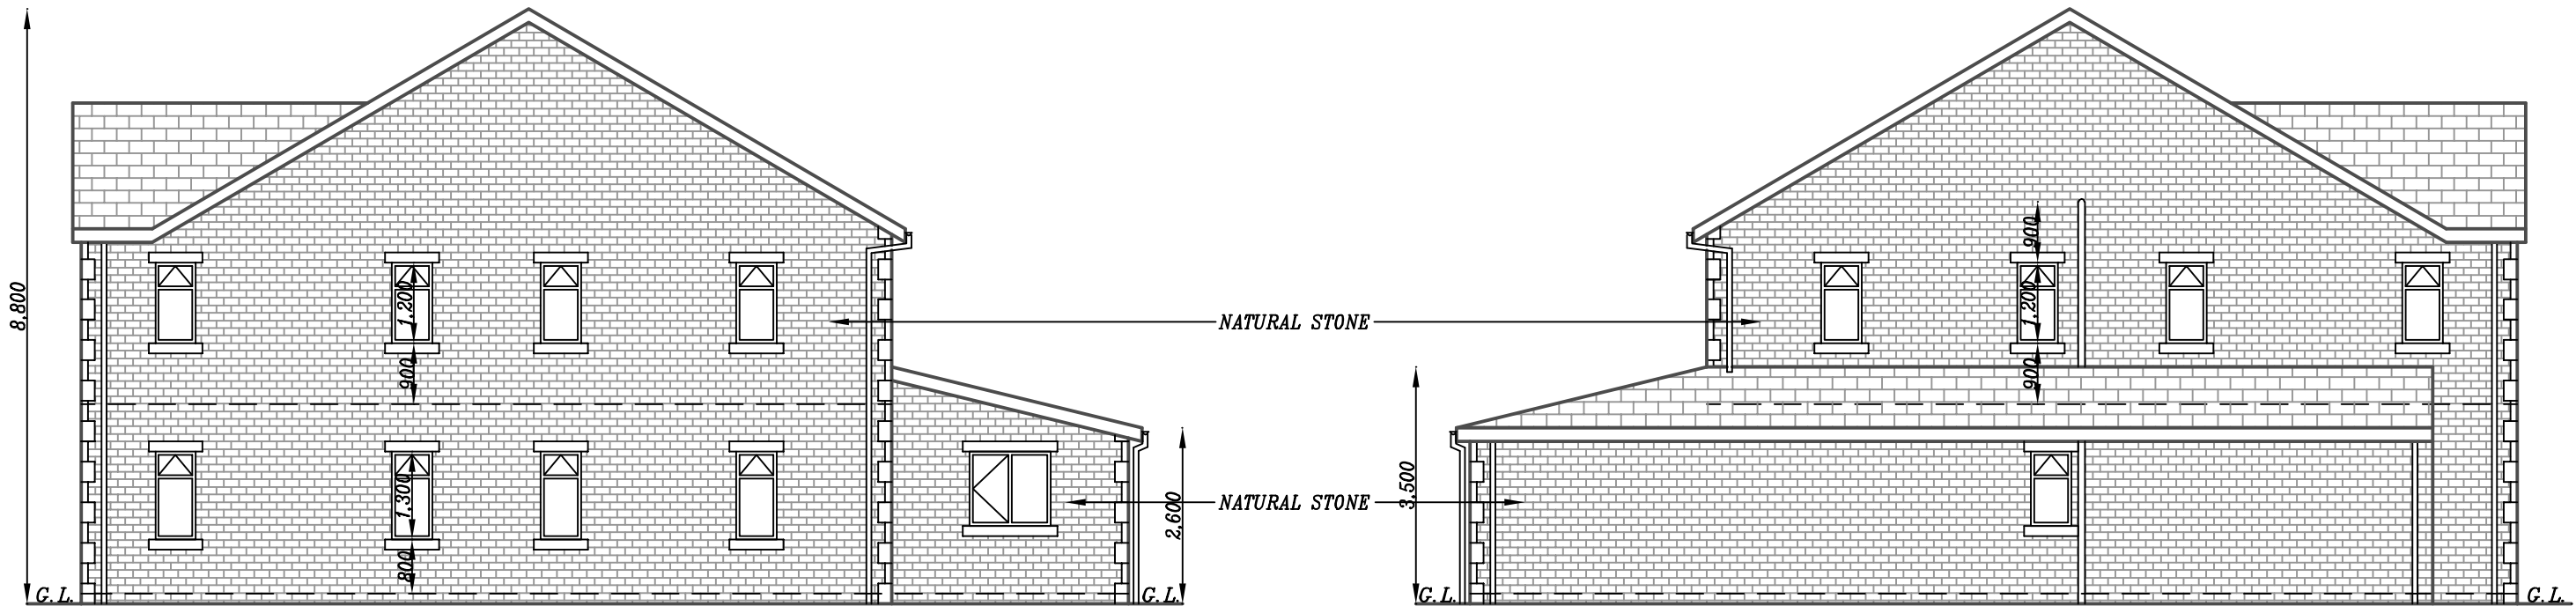 8,800
1,200
900
1,300
800
G.L.
NATURAL STONE
NATURAL STONE
2,600
G.L.
3,500
G.L.
900
1,200
900
G.L.